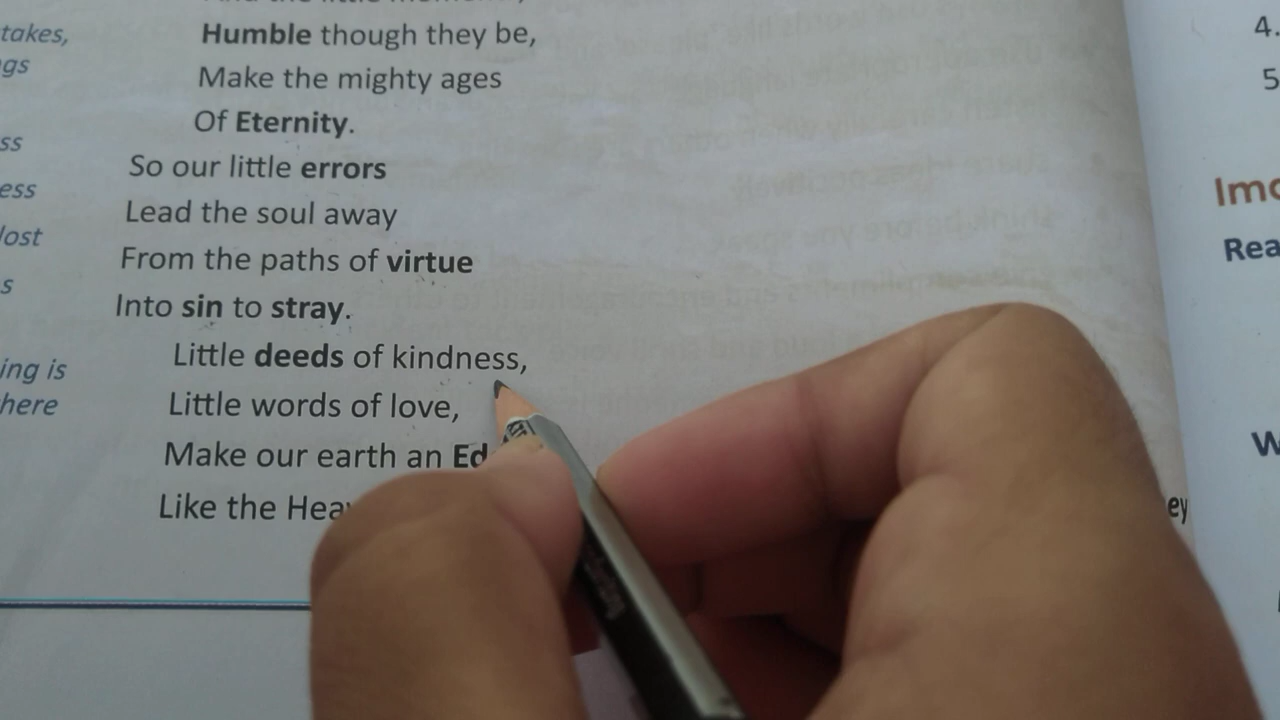 takes,
gs
ss
ess
lost
s
ing is
here
Humble though they be,
Make the mighty ages
Of Eternity.
So our little errors
Lead the soul away
From the paths of virtue
Into sin to stray.
Little deeds of kindness,
Little words of love,
Make our earth an Ed
Like the Hea
ey
4.
5
Imo
Rea
W